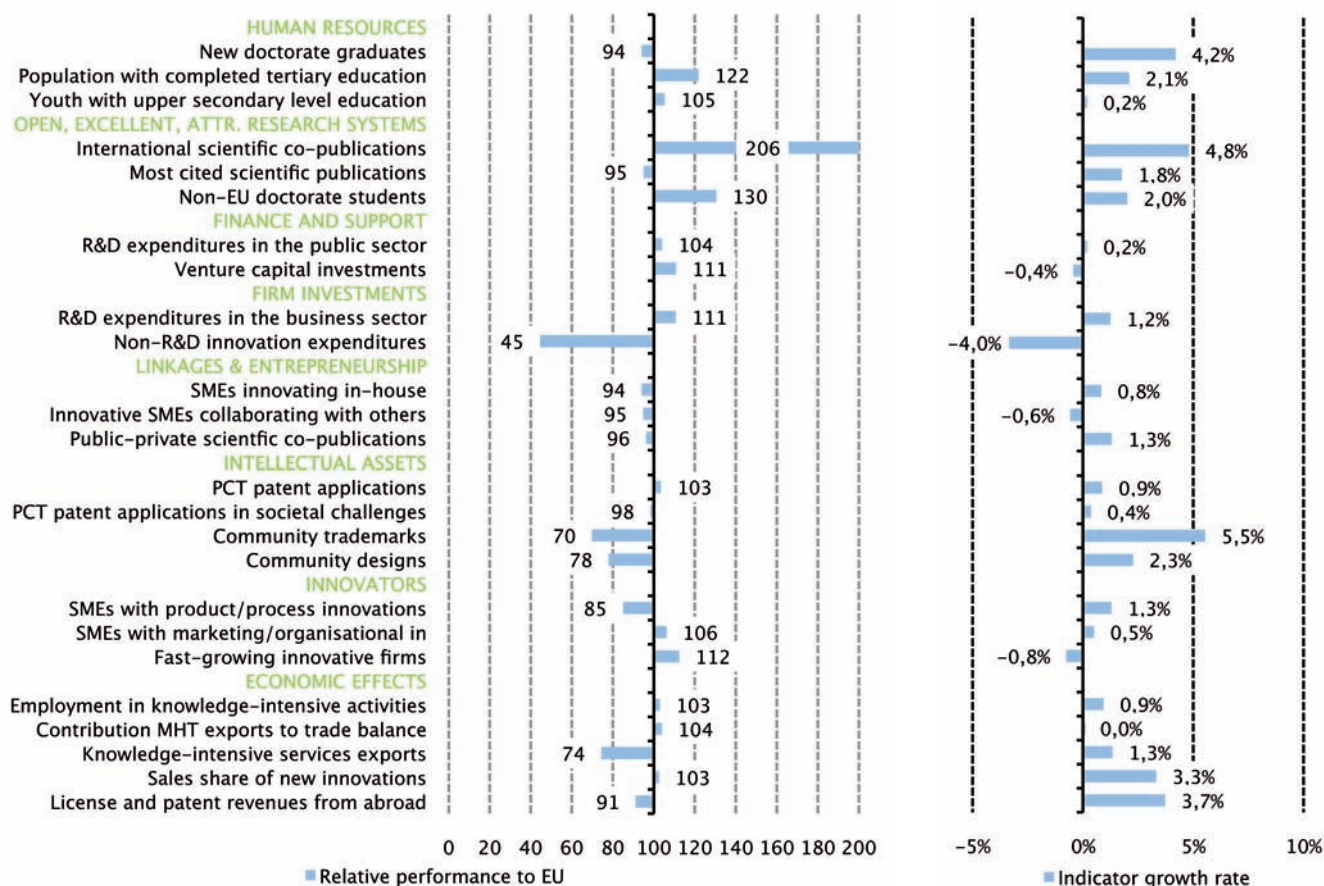 HUMAN RESOURCES
New doctorate graduates 94 4,2%
Population with completed tertiary education 122 2,1%
Youth with upper secondary level education 105 0,2%
OPEN, EXCELLENT, ATTR. RESEARCH SYSTEMS
International scientific co-publications 206 4,8%
Most cited scientific publications 95 1,8%
Non-EU doctorate students 130 2,0%
FINANCE AND SUPPORT
R&D expenditures in the public sector 104 0,2%
Venture capital investments 111 -0,4%
FIRM INVESTMENTS
R&D expenditures in the business sector 111 1,2%
Non-R&D innovation expenditures 45 -4,0%
LINKAGES & ENTREPRENEURSHIP
SMEs innovating in-house 94 0,8%
Innovative SMEs collaborating with others 95 -0,6%
Public-private scientfic co-publications 96 1,3%
INTELLECTUAL ASSETS
PCT patent applications 103 0,9%
PCT patent applications in societal challenges 98 0,4%
Community trademarks 70 5,5%
Community designs 78 2,3%
INNOVATORS
SMEs with product/process innovations 85 1,3%
SMEs with marketing/organisational in 106 0,5%
Fast-growing innovative firms 112 -0,8%
ECONOMIC EFFECTS
Employment in knowledge-intensive activities 103 0,9%
Contribution MHT exports to trade balance 104 0,0%
Knowledge-intensive services exports 74 1,3%
Sales share of new innovations 103 3,3%
License and patent revenues from abroad 91 3,7%
0 20 40 60 80 100 120 140 160 180 200 -5% 0% 5% 10%
Relative performance to EU Indicator growth rate